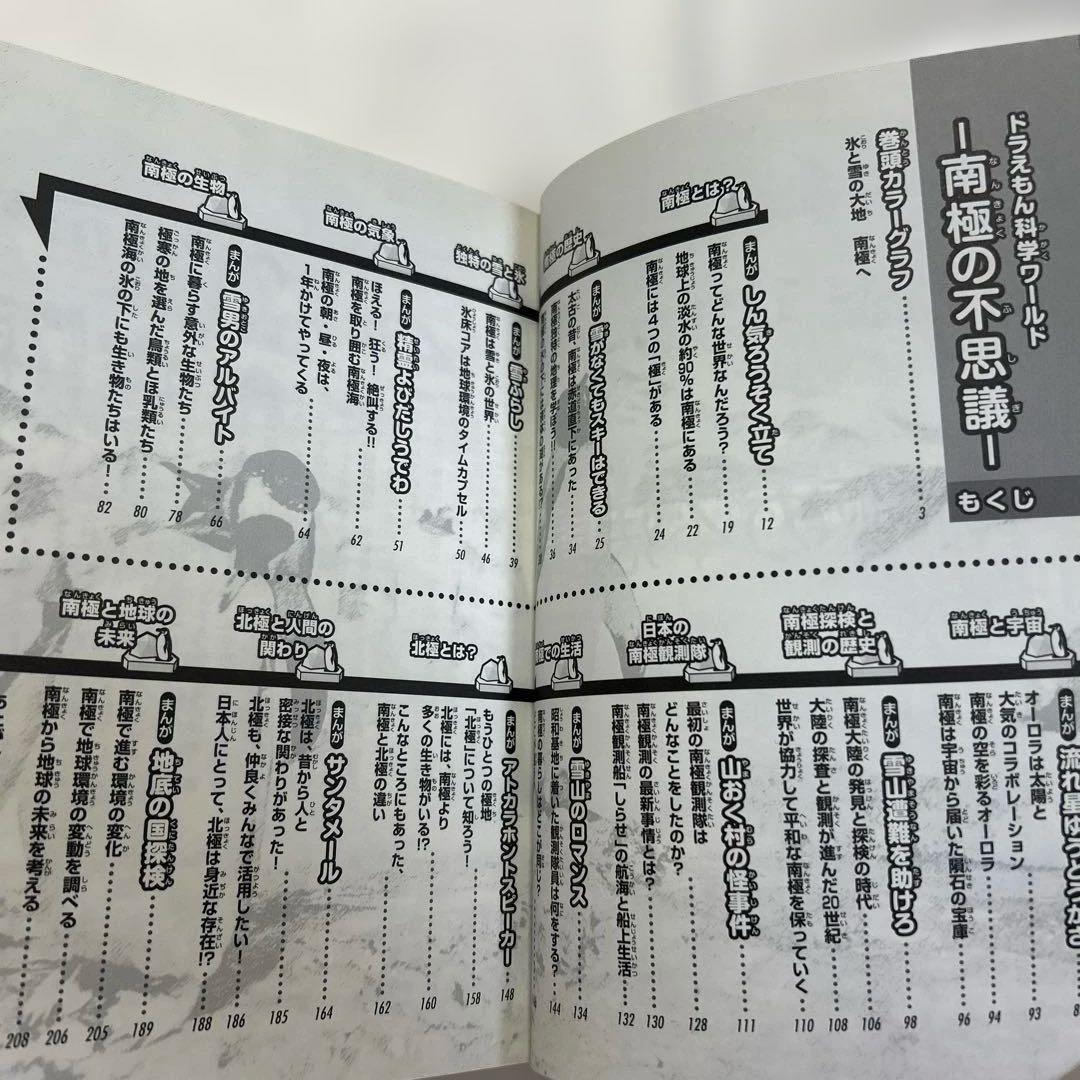 ドラえもん科学ワールド
ー南極の不思議ー
もくじ
巻頭カラーグラフ
氷と雪の大地 南極へ……3
南極とは?
まんが しん気ろうそく立て……12
南極ってどんな世界なんだろう?……19
地球上の淡水の約90%は南極にある……22
南極には4つの「極」がある……24
の歴史
まんが 雪がなくてもスキーはできる……25
太古の昔、南極は赤道直下にあった……34
南極独特の地理を学ぼう!!……36
独特の雪と氷
まんが 雪ふらし……39
南極は雪と氷の世界……46
氷床コアは地球環境のタイムカプセル……50
南極の気象
まんが 精霊よびだしうでわ……51
ほえる!狂う!絶叫する!!
南極を取り囲む南極海……62
南極の朝・昼・夜は、
1年かけてやってくる……64
南極の生物
まんが 雪男のアルバイト……66
南極に暮らす意外な生物たち……78
極寒の地を選んだ鳥類とほ乳類たち……80
南極海の氷の下にも生き物たちはいる!……82
南極と宇宙
まんが 流れ星ゆうどうがさ……8
オーロラは太陽と
大気のコラボレーション……93
南極の空を彩るオーロラ……94
南極は宇宙から届いた隕石の宝庫……96
南極探検と
観測の歴史
まんが 雪山遭難を助けろ……98
南極大陸の発見と探検の時代……106
大陸の探査と観測が進んだ20世紀……108
世界が協力して平和な南極を保っていく……110
日本の
南極観測隊
まんが 山おく村の怪事件……111
最初の南極観測隊は
どんなことをしたのか?……128
南極観測の最新事情とは?……130
南極観測船「しらせ」の航海と船上生活……132
での生活
まんが 雪山のロマンス……134
昭和基地に着いた観測隊員は何をする?……144
北極とは?
まんが アトカラホントスピーカー……148
もうひとつの極地
「北極」について知ろう!……158
北極には、南極より
多くの生き物がいる!?……160
こんなところにもあった、
南極と北極の違い……162
北極と人間の
関わり
まんが サンタメール……164
北極は、昔から人と
密接な関わりがあった!……185
北極も、仲良くみんなで活用したい!……186
日本人にとって、北極は身近な存在!?……188
南極と地球の
未来
まんが 地底の国探検……189
南極で進む環境の変化……205
南極で地球環境の変動を調べる……206
南極から地球の未来を考える……208